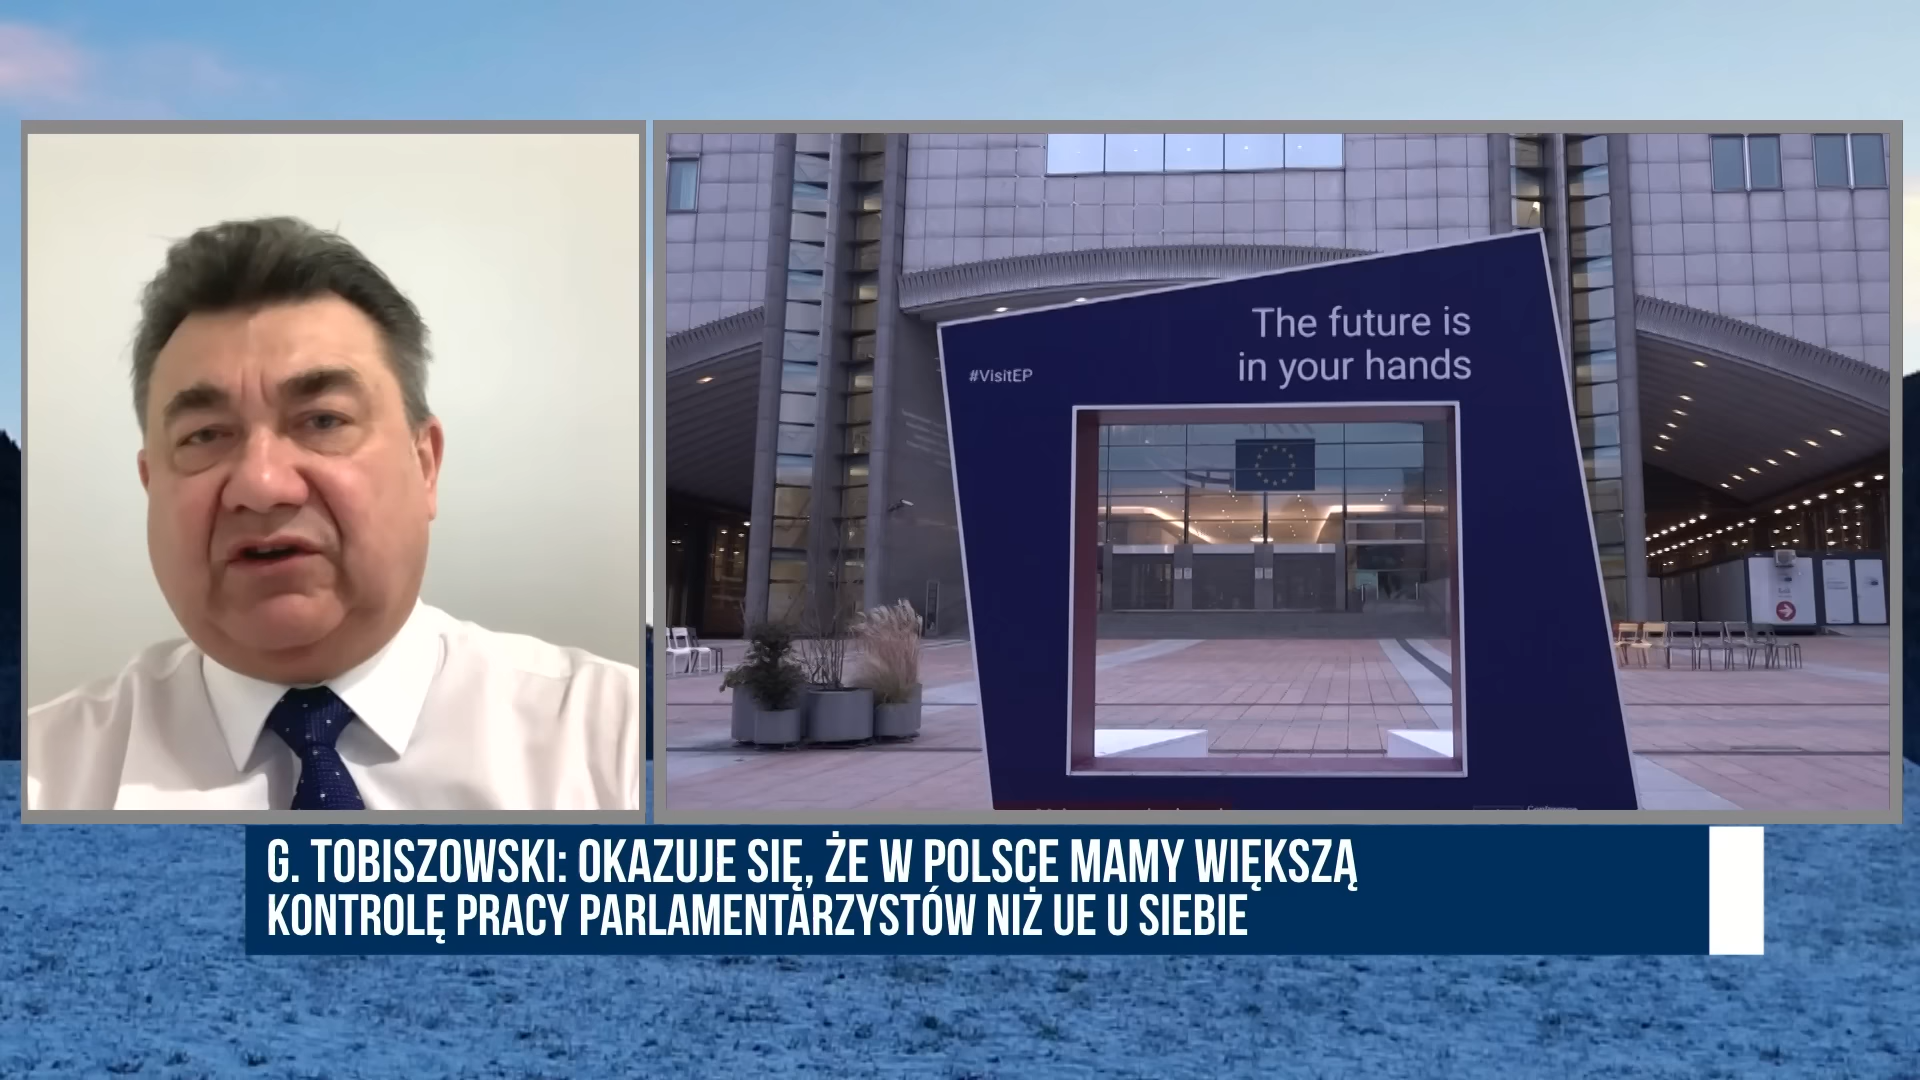 The future is
in your hands
#VisitEP
G. TOBISZOWSKI: OKAZUJE SIĘ, ŻE W POLSCE MAMY WIĘKSZĄ
KONTROLĘ PRACY PARLAMENTARZYSTÓW NIŻ UE U SIEBIE